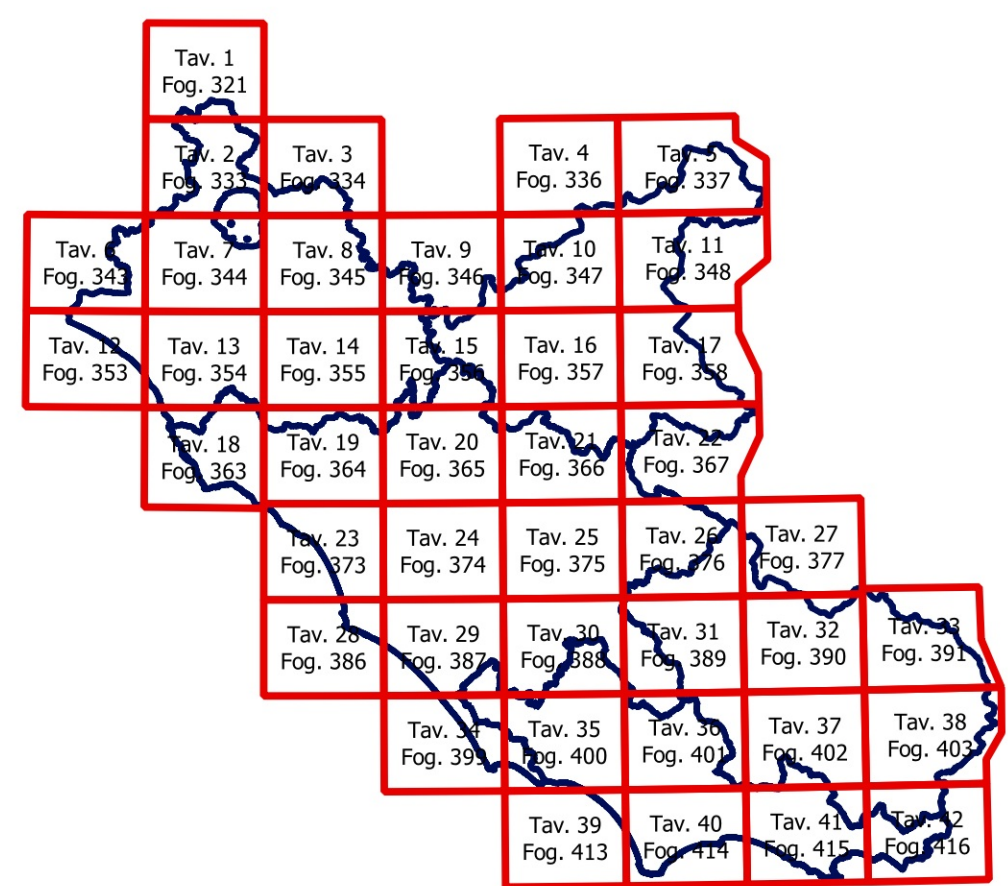 Tav. 1
Fog. 321
Tav. 2
Fog. 333
Tav. 3
Fog. 334
Tav. 4
Fog. 336
Tav. 5
Fog. 337
Tav. 6
Fog. 343
Tav. 7
Fog. 344
Tav. 8
Fog. 345
Tav. 9
Fog. 346
Tav. 10
Fog. 347
Tav. 11
Fog. 348
Tav. 12
Fog. 353
Tav. 13
Fog. 354
Tav. 14
Fog. 355
Tav. 15
Fog. 356
Tav. 16
Fog. 357
Tav. 17
Fog. 358
Tav. 18
Fog. 363
Tav. 19
Fog. 364
Tav. 20
Fog. 365
Tav. 21
Fog. 366
Tav. 22
Fog. 367
Tav. 23
Fog. 373
Tav. 24
Fog. 374
Tav. 25
Fog. 375
Tav. 26
Fog. 376
Tav. 27
Fog. 377
Tav. 28
Fog. 386
Tav. 29
Fog. 387
Tav. 30
Fog. 388
Tav. 31
Fog. 389
Tav. 32
Fog. 390
Tav. 33
Fog. 391
Tav. 34
Fog. 399
Tav. 35
Fog. 400
Tav. 36
Fog. 401
Tav. 37
Fog. 402
Tav. 38
Fog. 403
Tav. 39
Fog. 413
Tav. 40
Fog. 414
Tav. 41
Fog. 415
Tav. 42
Fog. 416